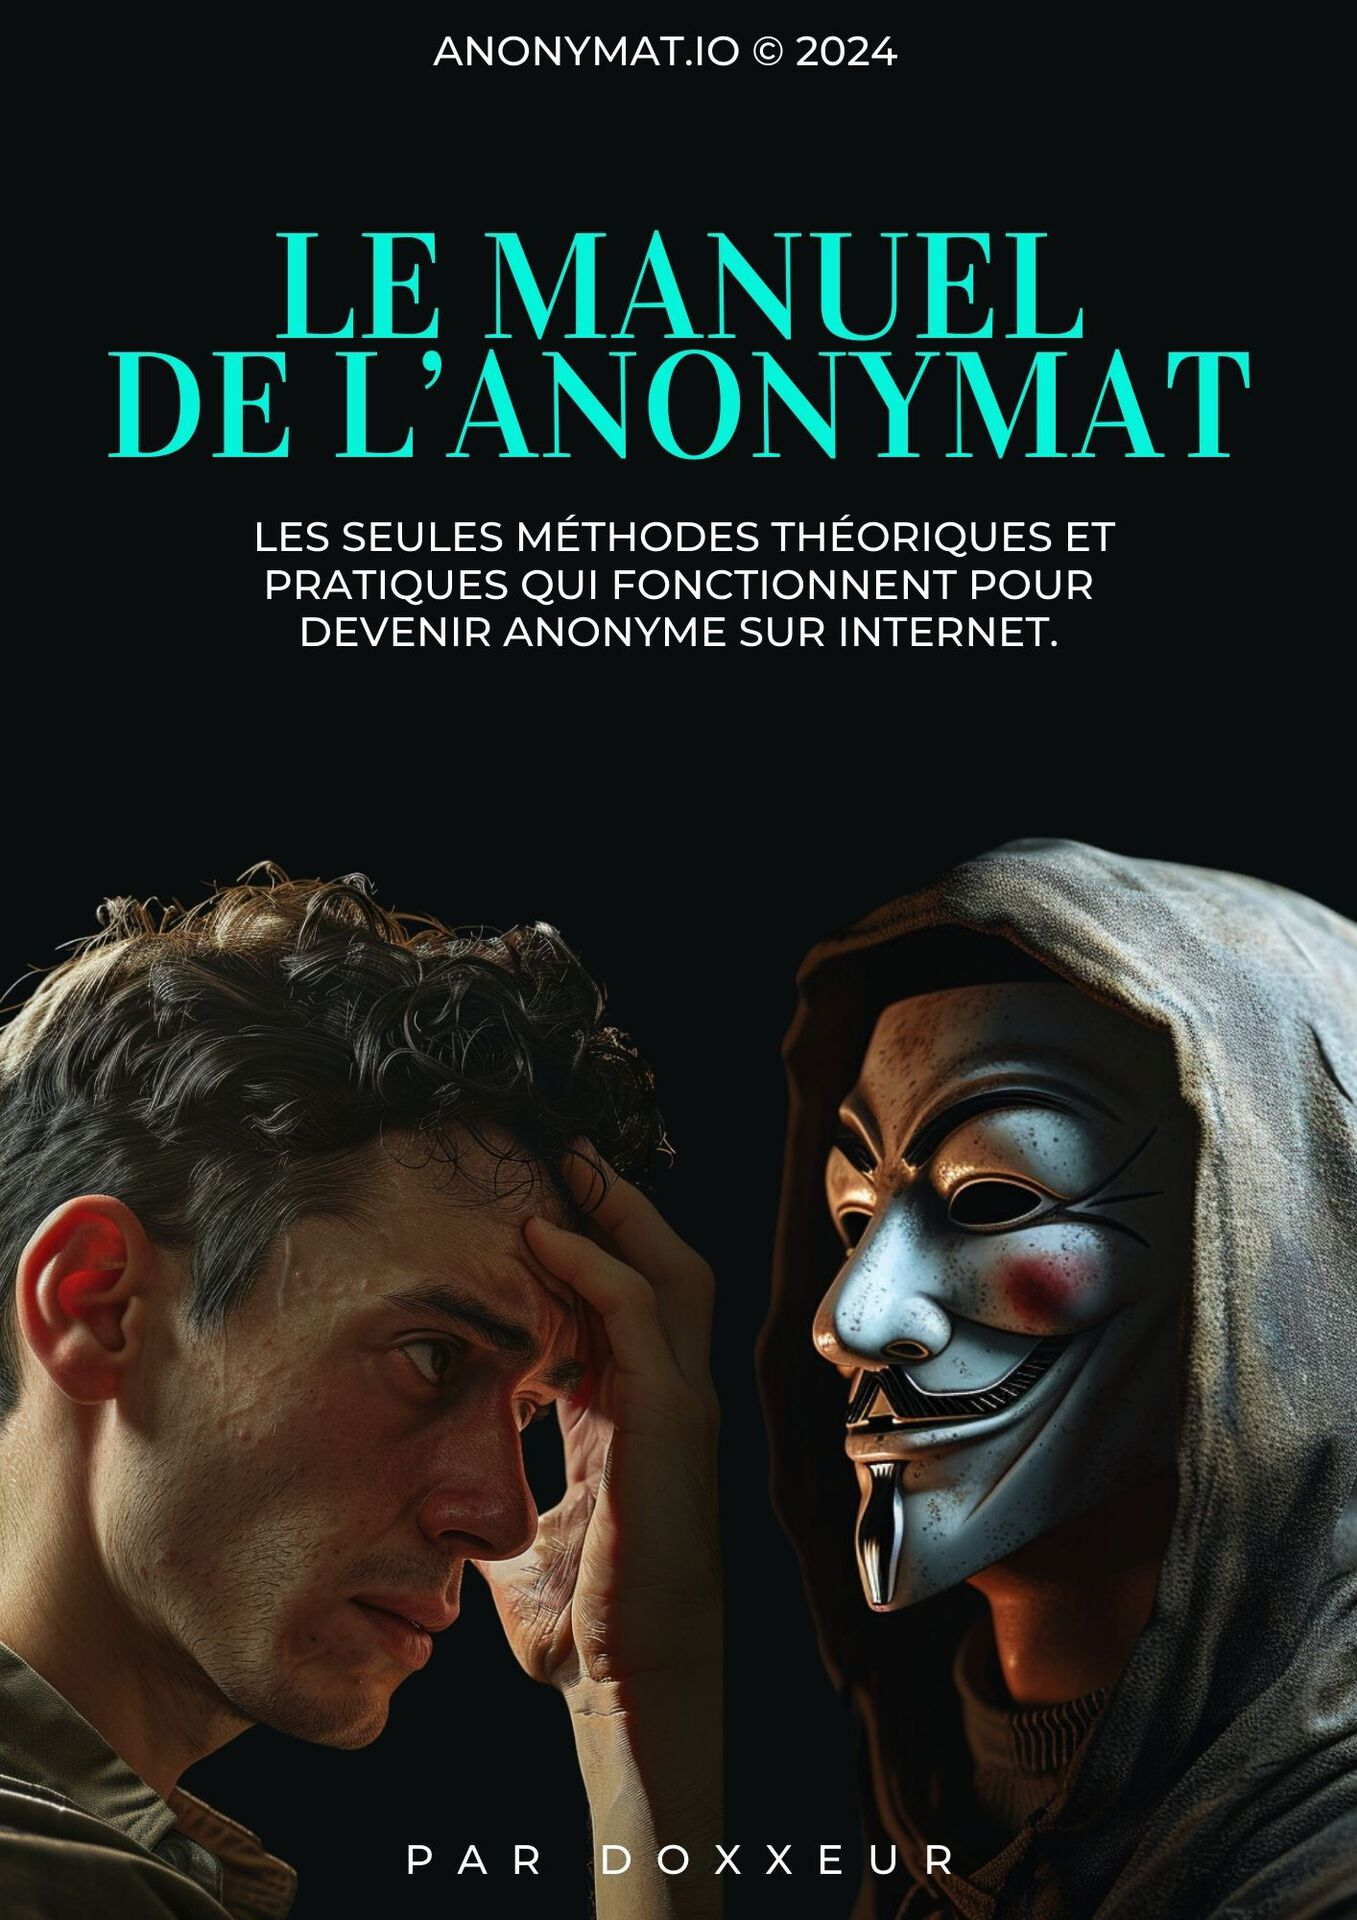 ANONYMAT.IO © 2024
LE MANUEL
DE L’ANONYMAT
LES SEULES MÉTHODES THÉORIQUES ET
PRATIQUES QUI FONCTIONNENT POUR
DEVENIR ANONYME SUR INTERNET.
PAR DOXXEUR